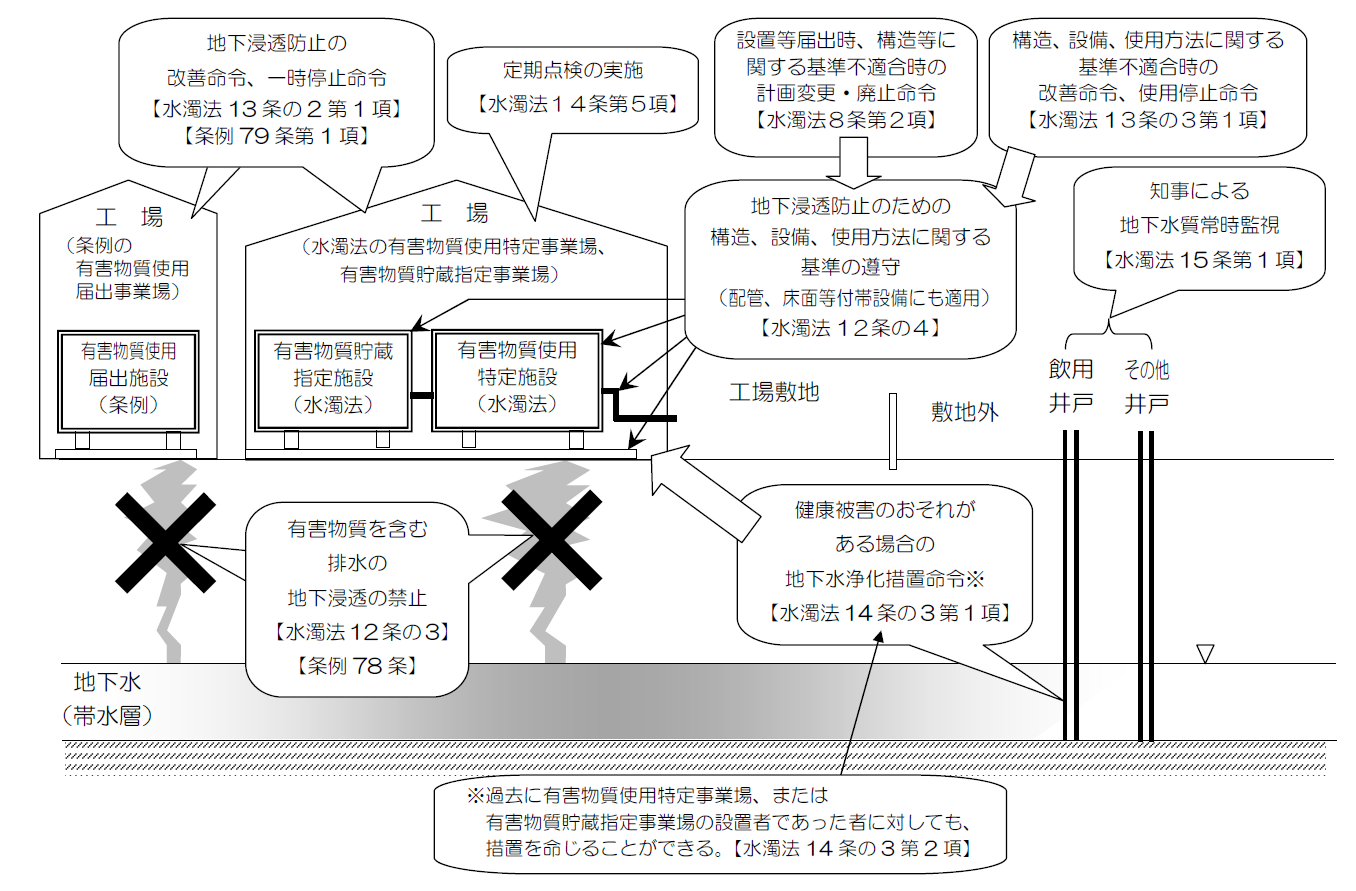 地下浸透防止の
改善命令、一時停止命令
【水濁法13条の2第1項】
【条例79条第1項】
定期点検の実施
【水濁法14条第5項】
設置等届出時、構造等に
関する基準不適合時の
計画変更・廃止命令
【水濁法8条第2項】
構造、設備、使用方法に関する
基準不適合時の
改善命令、使用停止命令
【水濁法13条の3第1項】
工 場
(条例の
有害物質使用
届出事業場)
工 場
(水濁法の有害物質使用特定事業場、
有害物質貯蔵指定事業場)
地下浸透防止のための
構造、設備、使用方法に関する
基準の遵守
(配管、床面等付帯設備にも適用)
【水濁法12条の4】
知事による
地下水質常時監視
【水濁法15条第1項】
有害物質使用
届出施設
(条例)
有害物質貯蔵
指定施設
(水濁法)
有害物質使用
特定施設
(水濁法)
工場敷地
敷地外
飲用
井戸
その他
井戸
有害物質を含む
排水の
地下浸透の禁止
【水濁法12条の3】
【条例78条】
健康被害のおそれが
ある場合の
地下水浄化措置命令※
【水濁法14条の3第1項】
地下水
(帯水層)
※過去に有害物質使用特定事業場、または
有害物質貯蔵指定事業場の設置者であった者に対しても、
措置を命じることができる。【水濁法14条の3第2項】